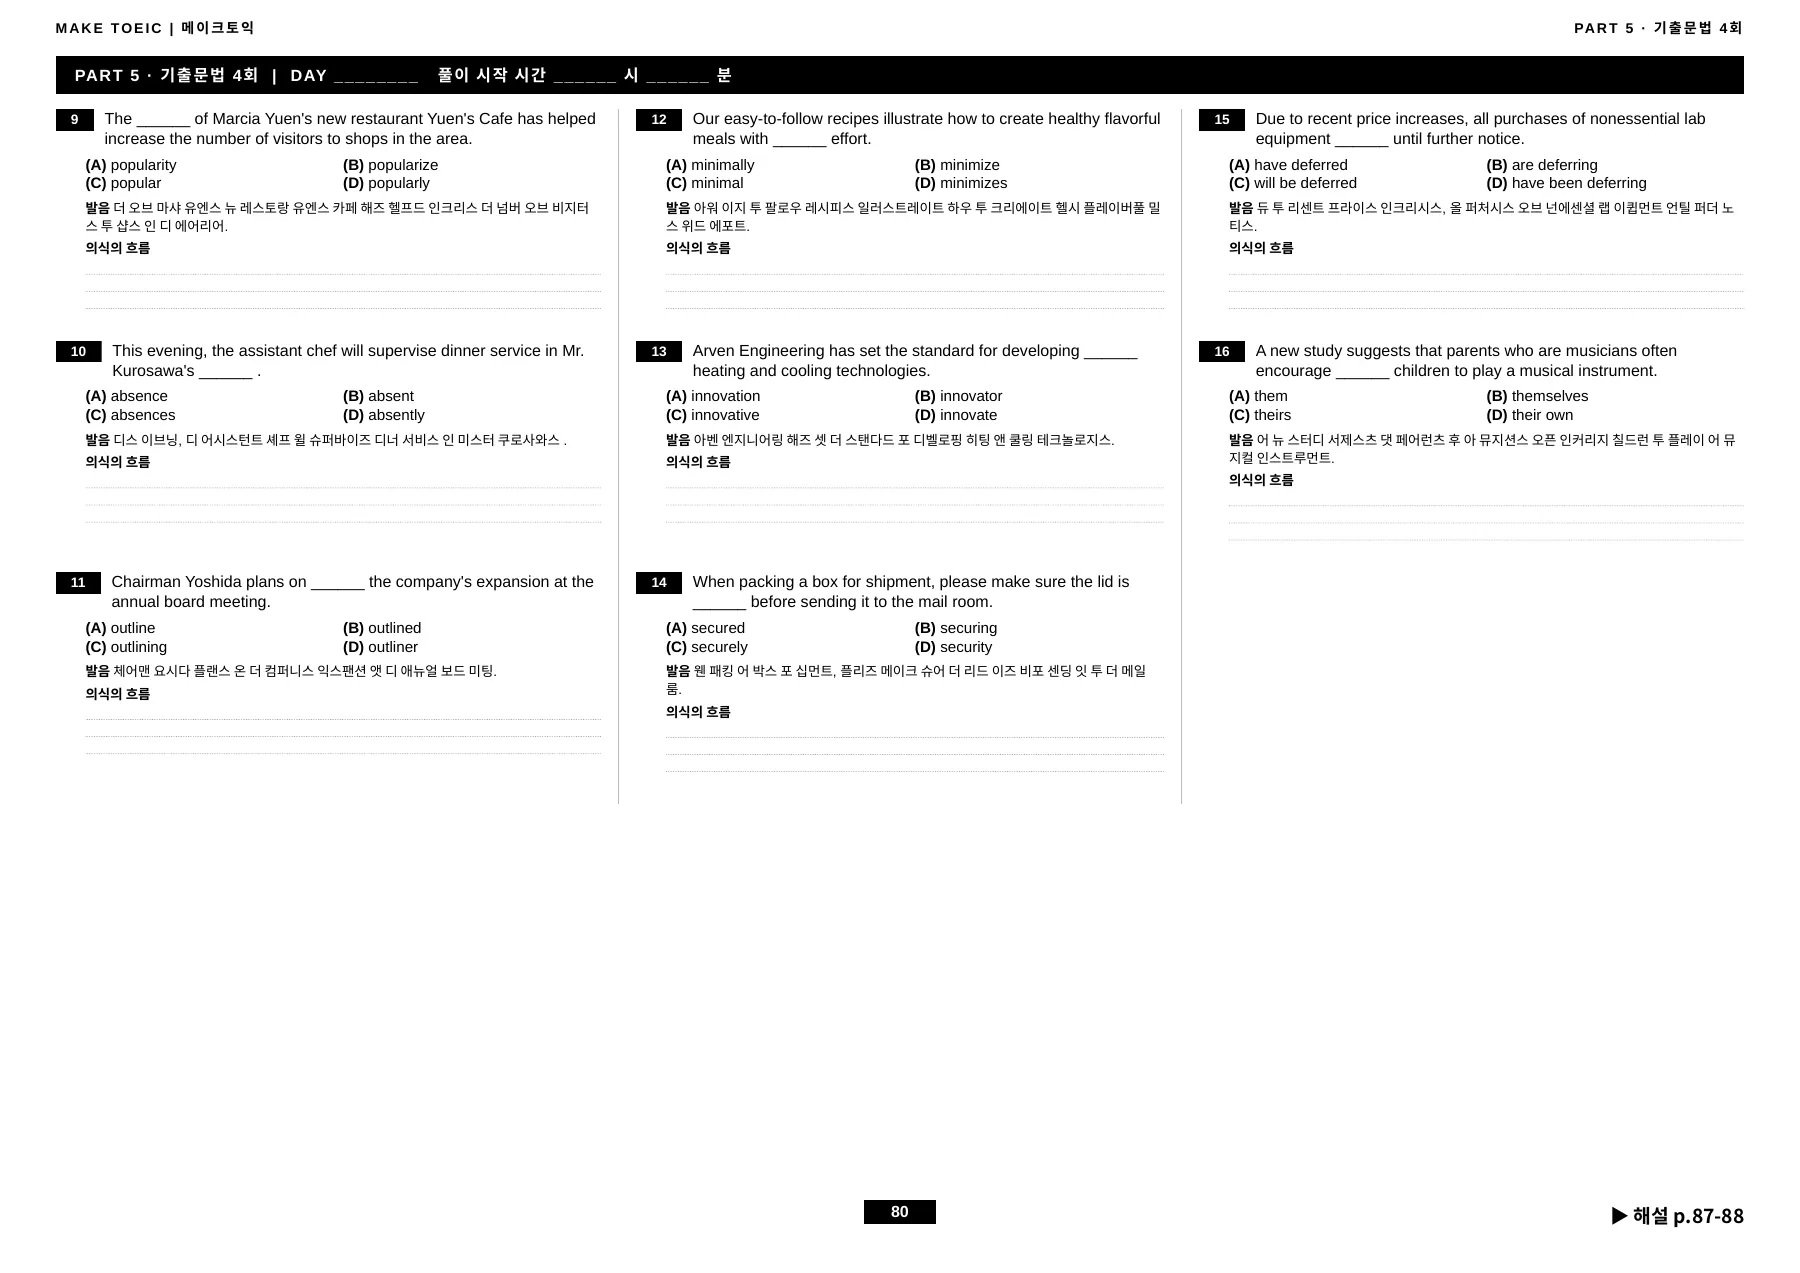 MAKE TOEIC | 메이크토익
PART 5 · 기출문법 4회
PART 5 · 기출문법 4회 | DAY ________ 풀이 시작 시간 ______ 시 ______ 분
9 The ______ of Marcia Yuen's new restaurant Yuen's Cafe has helped
increase the number of visitors to shops in the area.
(A) popularity (B) popularize
(C) popular (D) popularly
발음 더 오브 마샤 유엔스 뉴 레스토랑 유엔스 카페 해즈 헬프드 인크리스 더 넘버 오브 비지터
스 투 샵스 인 디 에어리어.
의식의 흐름
10 This evening, the assistant chef will supervise dinner service in Mr.
Kurosawa's ______ .
(A) absence (B) absent
(C) absences (D) absently
발음 디스 이브닝, 디 어시스턴트 셰프 윌 슈퍼바이즈 디너 서비스 인 미스터 쿠로사와스 .
의식의 흐름
11 Chairman Yoshida plans on ______ the company's expansion at the
annual board meeting.
(A) outline (B) outlined
(C) outlining (D) outliner
발음 체어맨 요시다 플랜스 온 더 컴퍼니스 익스팬션 앳 디 애뉴얼 보드 미팅.
의식의 흐름
12 Our easy-to-follow recipes illustrate how to create healthy flavorful
meals with ______ effort.
(A) minimally (B) minimize
(C) minimal (D) minimizes
발음 아워 이지 투 팔로우 레시피스 일러스트레이트 하우 투 크리에이트 헬시 플레이버풀 밀
스 위드 에포트.
의식의 흐름
13 Arven Engineering has set the standard for developing ______
heating and cooling technologies.
(A) innovation (B) innovator
(C) innovative (D) innovate
발음 아벤 엔지니어링 해즈 셋 더 스탠다드 포 디벨로핑 히팅 앤 쿨링 테크놀로지스.
의식의 흐름
14 When packing a box for shipment, please make sure the lid is
______ before sending it to the mail room.
(A) secured (B) securing
(C) securely (D) security
발음 웬 패킹 어 박스 포 십먼트, 플리즈 메이크 슈어 더 리드 이즈 비포 센딩 잇 투 더 메일
룸.
의식의 흐름
15 Due to recent price increases, all purchases of nonessential lab
equipment ______ until further notice.
(A) have deferred (B) are deferring
(C) will be deferred (D) have been deferring
발음 듀 투 리센트 프라이스 인크리시스, 올 퍼처시스 오브 넌에센셜 랩 이큅먼트 언틸 퍼더 노
티스.
의식의 흐름
16 A new study suggests that parents who are musicians often
encourage ______ children to play a musical instrument.
(A) them (B) themselves
(C) theirs (D) their own
발음 어 뉴 스터디 서제스츠 댓 페어런츠 후 아 뮤지션스 오픈 인커리지 칠드런 투 플레이 어 뮤
지컬 인스트루먼트.
의식의 흐름
80
▶ 해설 p.87-88